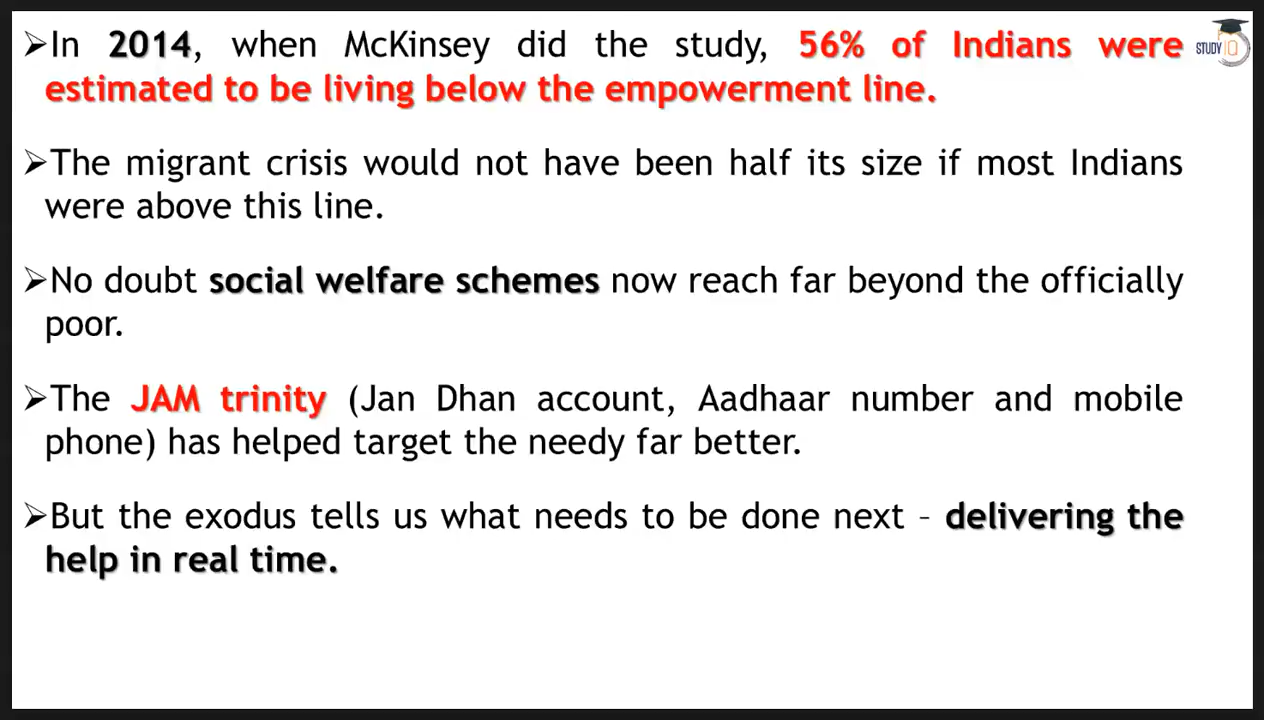 ➢In 2014, when McKinsey did the study, 56% of Indians were
estimated to be living below the empowerment line.
➢The migrant crisis would not have been half its size if most Indians
were above this line.
➢No doubt social welfare schemes now reach far beyond the officially
poor.
➢The JAM trinity (Jan Dhan account, Aadhaar number and mobile
phone) has helped target the needy far better.
➢But the exodus tells us what needs to be done next – delivering the
help in real time.
STUDY IQ